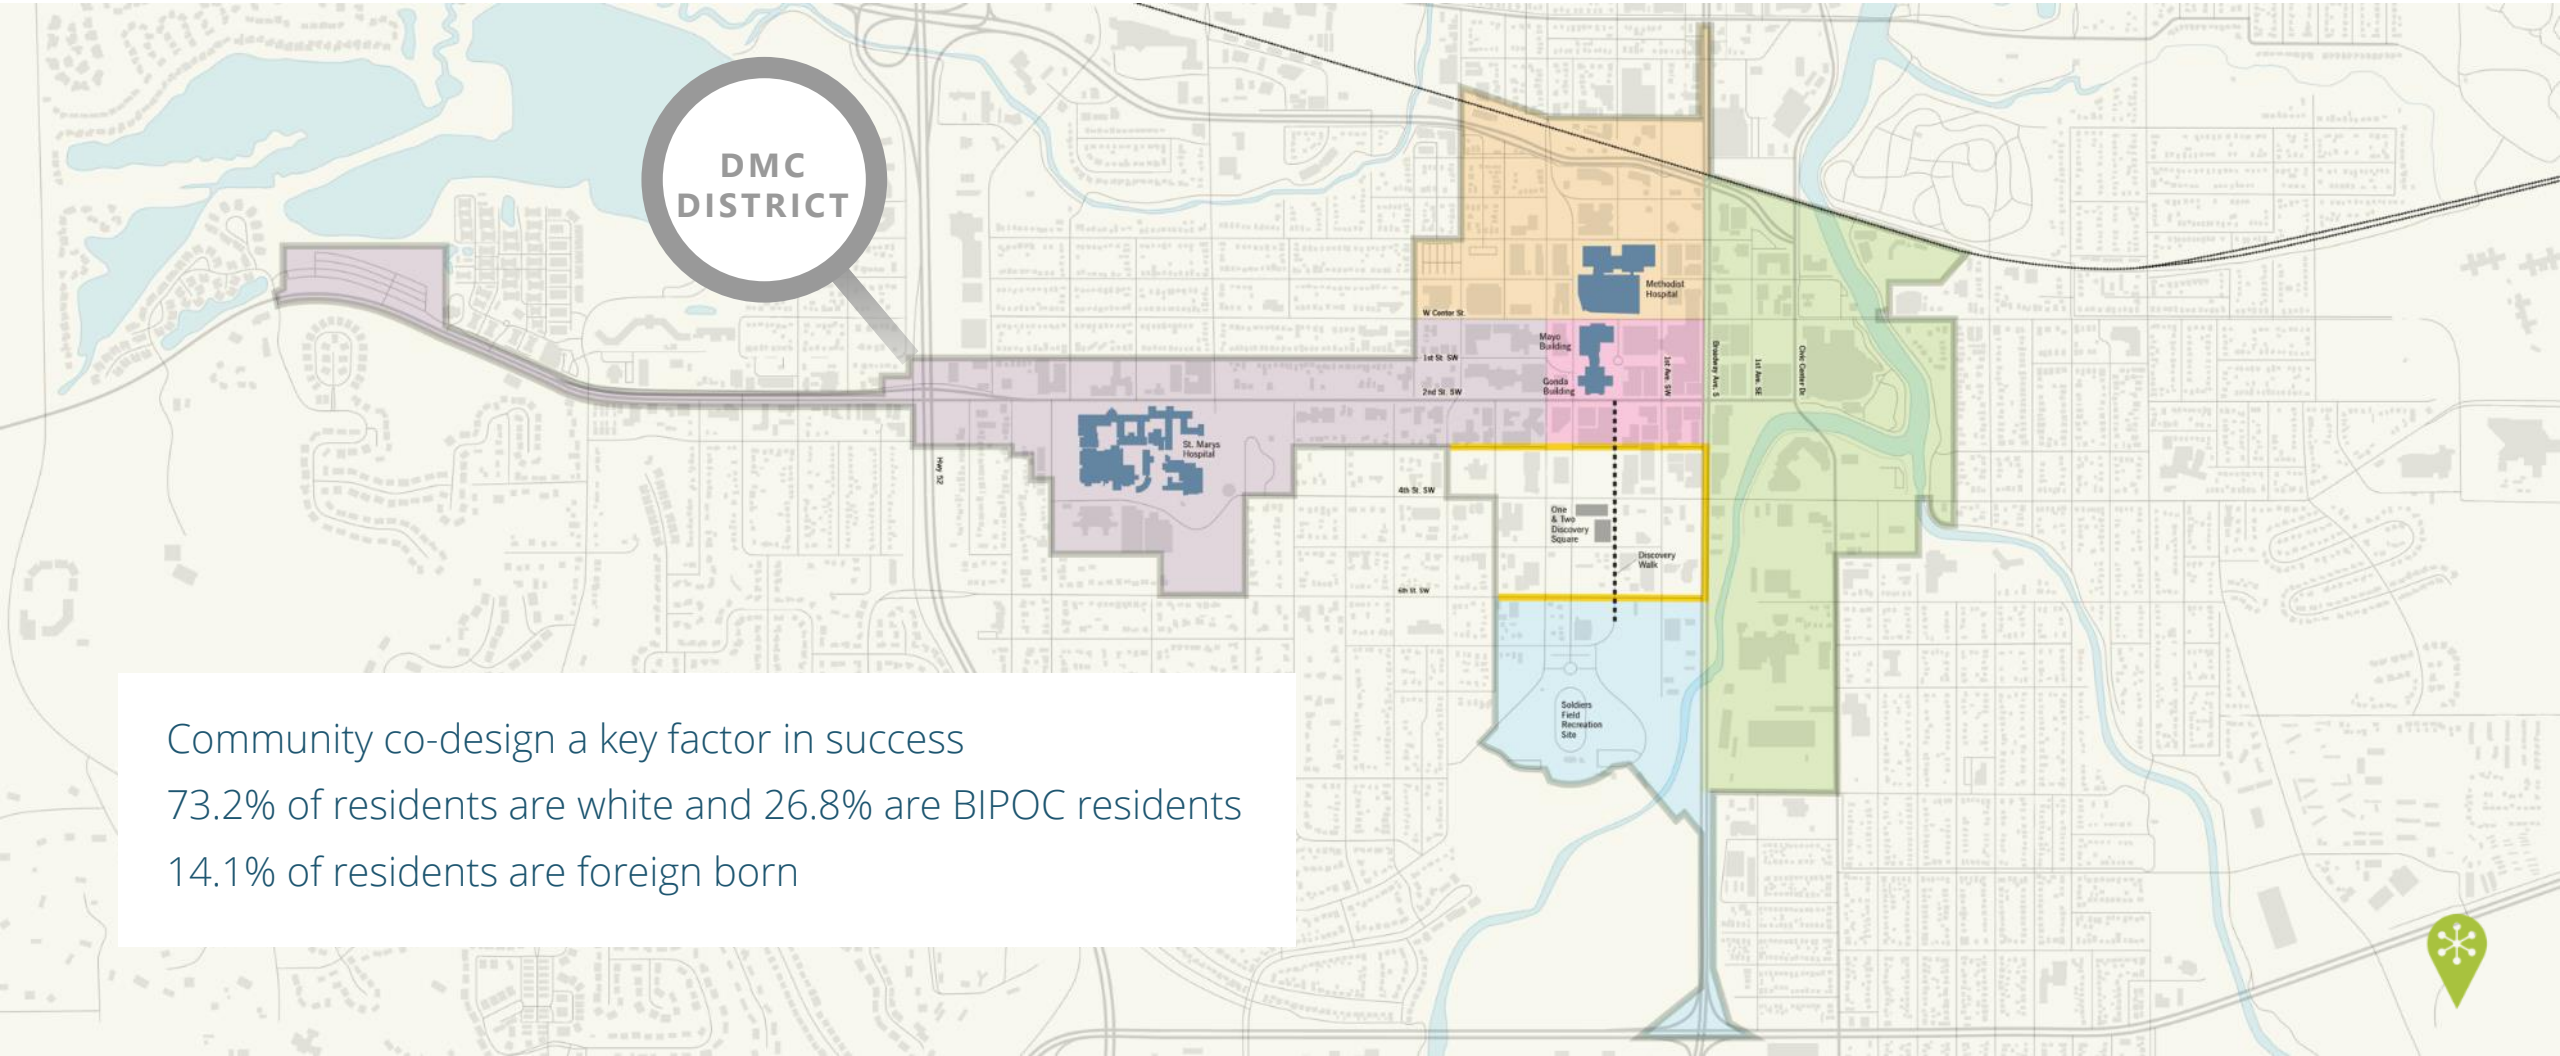 DMC
DISTRICT
Methodist
Hospital
W Center St.
Mayo
Building
1st St. SW
Gonda
Building
2nd St. SW
1st Ave. SW
Broadway Ave. S
1st Ave. SE
Civic Center Dr
St. Marys
Hospital
Hwy 52
4th St. SW
One
& Two
Discovery
Square
Discovery
Walk
6th St. SW
Soldiers
Field
Recreation
Site
Community co-design a key factor in success
73.2% of residents are white and 26.8% are BIPOC residents
14.1% of residents are foreign born